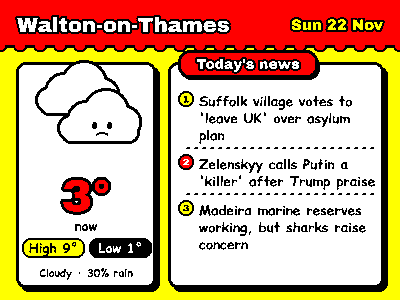 Walton-on-Thames
Sun 22 Nov
3°
now
High 9°
Low 1°
Cloudy · 30% rain
Today's news
1 Suffolk village votes to
'leave UK' over asylum
plan
2 Zelenskyy calls Putin a
'killer' after Trump praise
3 Madeira marine reserves
working, but sharks raise
concern